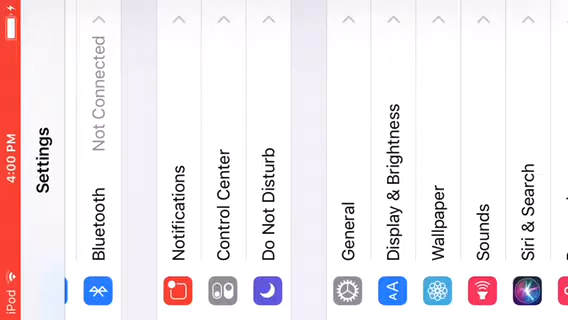 iPod 4:00 PM
Settings
Bluetooth Not Connected
Notifications
Control Center
Do Not Disturb
General
AA Display & Brightness
Wallpaper
Sounds
Siri & Search